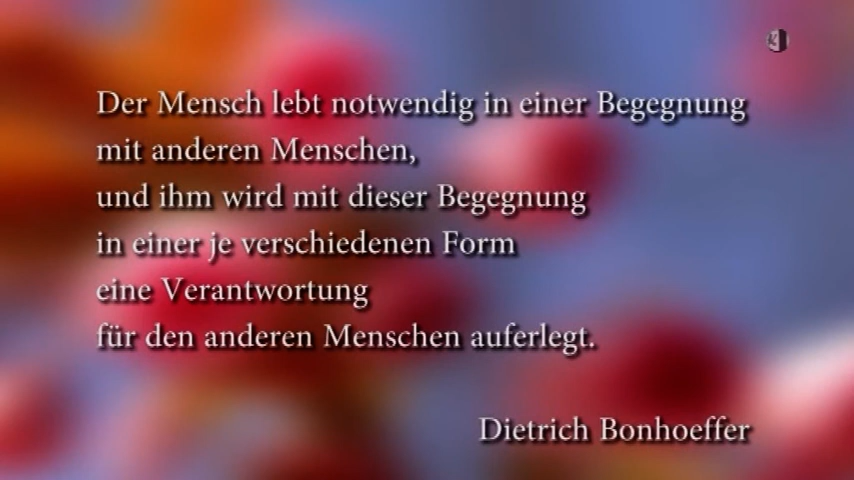 Der Mensch lebt notwendig in einer Begegnung
mit anderen Menschen,
und ihm wird mit dieser Begegnung
in einer je verschiedenen Form
eine Verantwortung
für den anderen Menschen auferlegt.
Dietrich Bonhoeffer